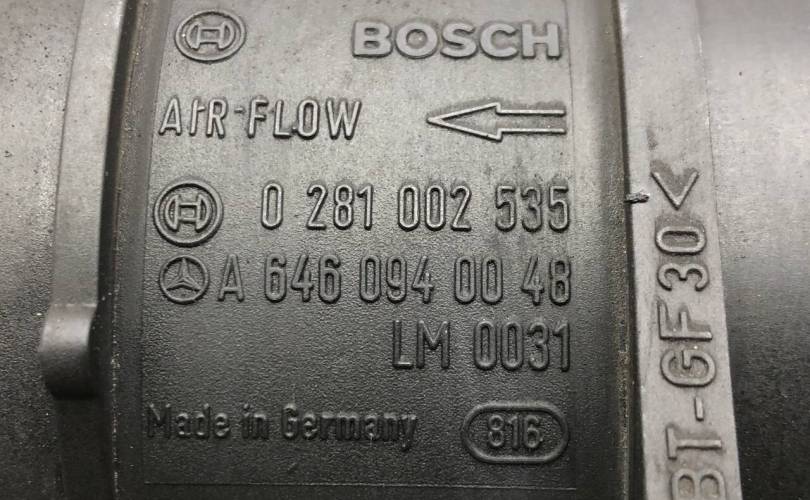 BOSCH
AIR-FLOW
0 281 002 535
A 646 094 00 48
LM 0031
Made in Germany 816
BT-GF30<